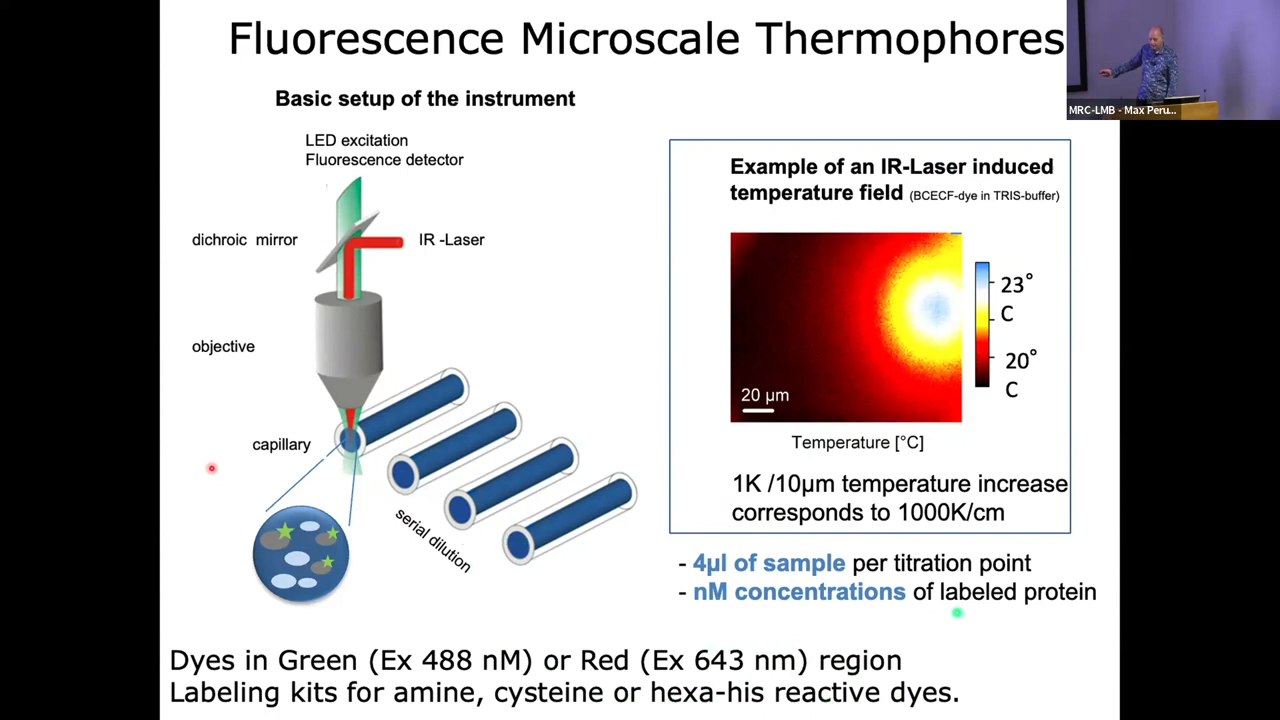 Fluorescence Microscale Thermophores
MRC-LMB - Max Peru...
Basic setup of the instrument
LED excitation
Fluorescence detector
dichroic mirror
IR -Laser
objective
capillary
serial dilution
Example of an IR-Laser induced
temperature field (BCECF-dye in TRIS-buffer)
23°
C
20°
C
20 µm
Temperature [°C]
1K /10µm temperature increase
corresponds to 1000K/cm
- 4µl of sample per titration point
- nM concentrations of labeled protein
Dyes in Green (Ex 488 nM) or Red (Ex 643 nm) region
Labeling kits for amine, cysteine or hexa-his reactive dyes.